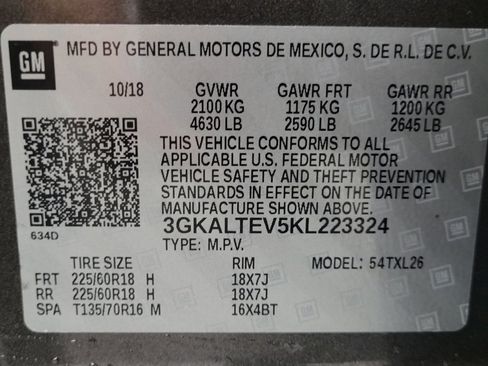 GM
MFD BY GENERAL MOTORS DE MEXICO, S. DE R.L. DE C.V.
10/18 GVWR GAWR FRT GAWR RR
2100 KG 1175 KG 1200 KG
4630 LB 2590 LB 2645 LB
THIS VEHICLE CONFORMS TO ALL
APPLICABLE U.S. FEDERAL MOTOR
VEHICLE SAFETY AND THEFT PREVENTION
STANDARDS IN EFFECT ON THE DATE OF
MANUFACTURE SHOWN ABOVE.
634D
3GKALTEV5KL223324
TYPE: M.P.V.
TIRE SIZE RIM MODEL: 54TXL26
FRT 225/60R18 H 18X7J
RR 225/60R18 H 18X7J
SPA T135/70R16 M 16X4BT